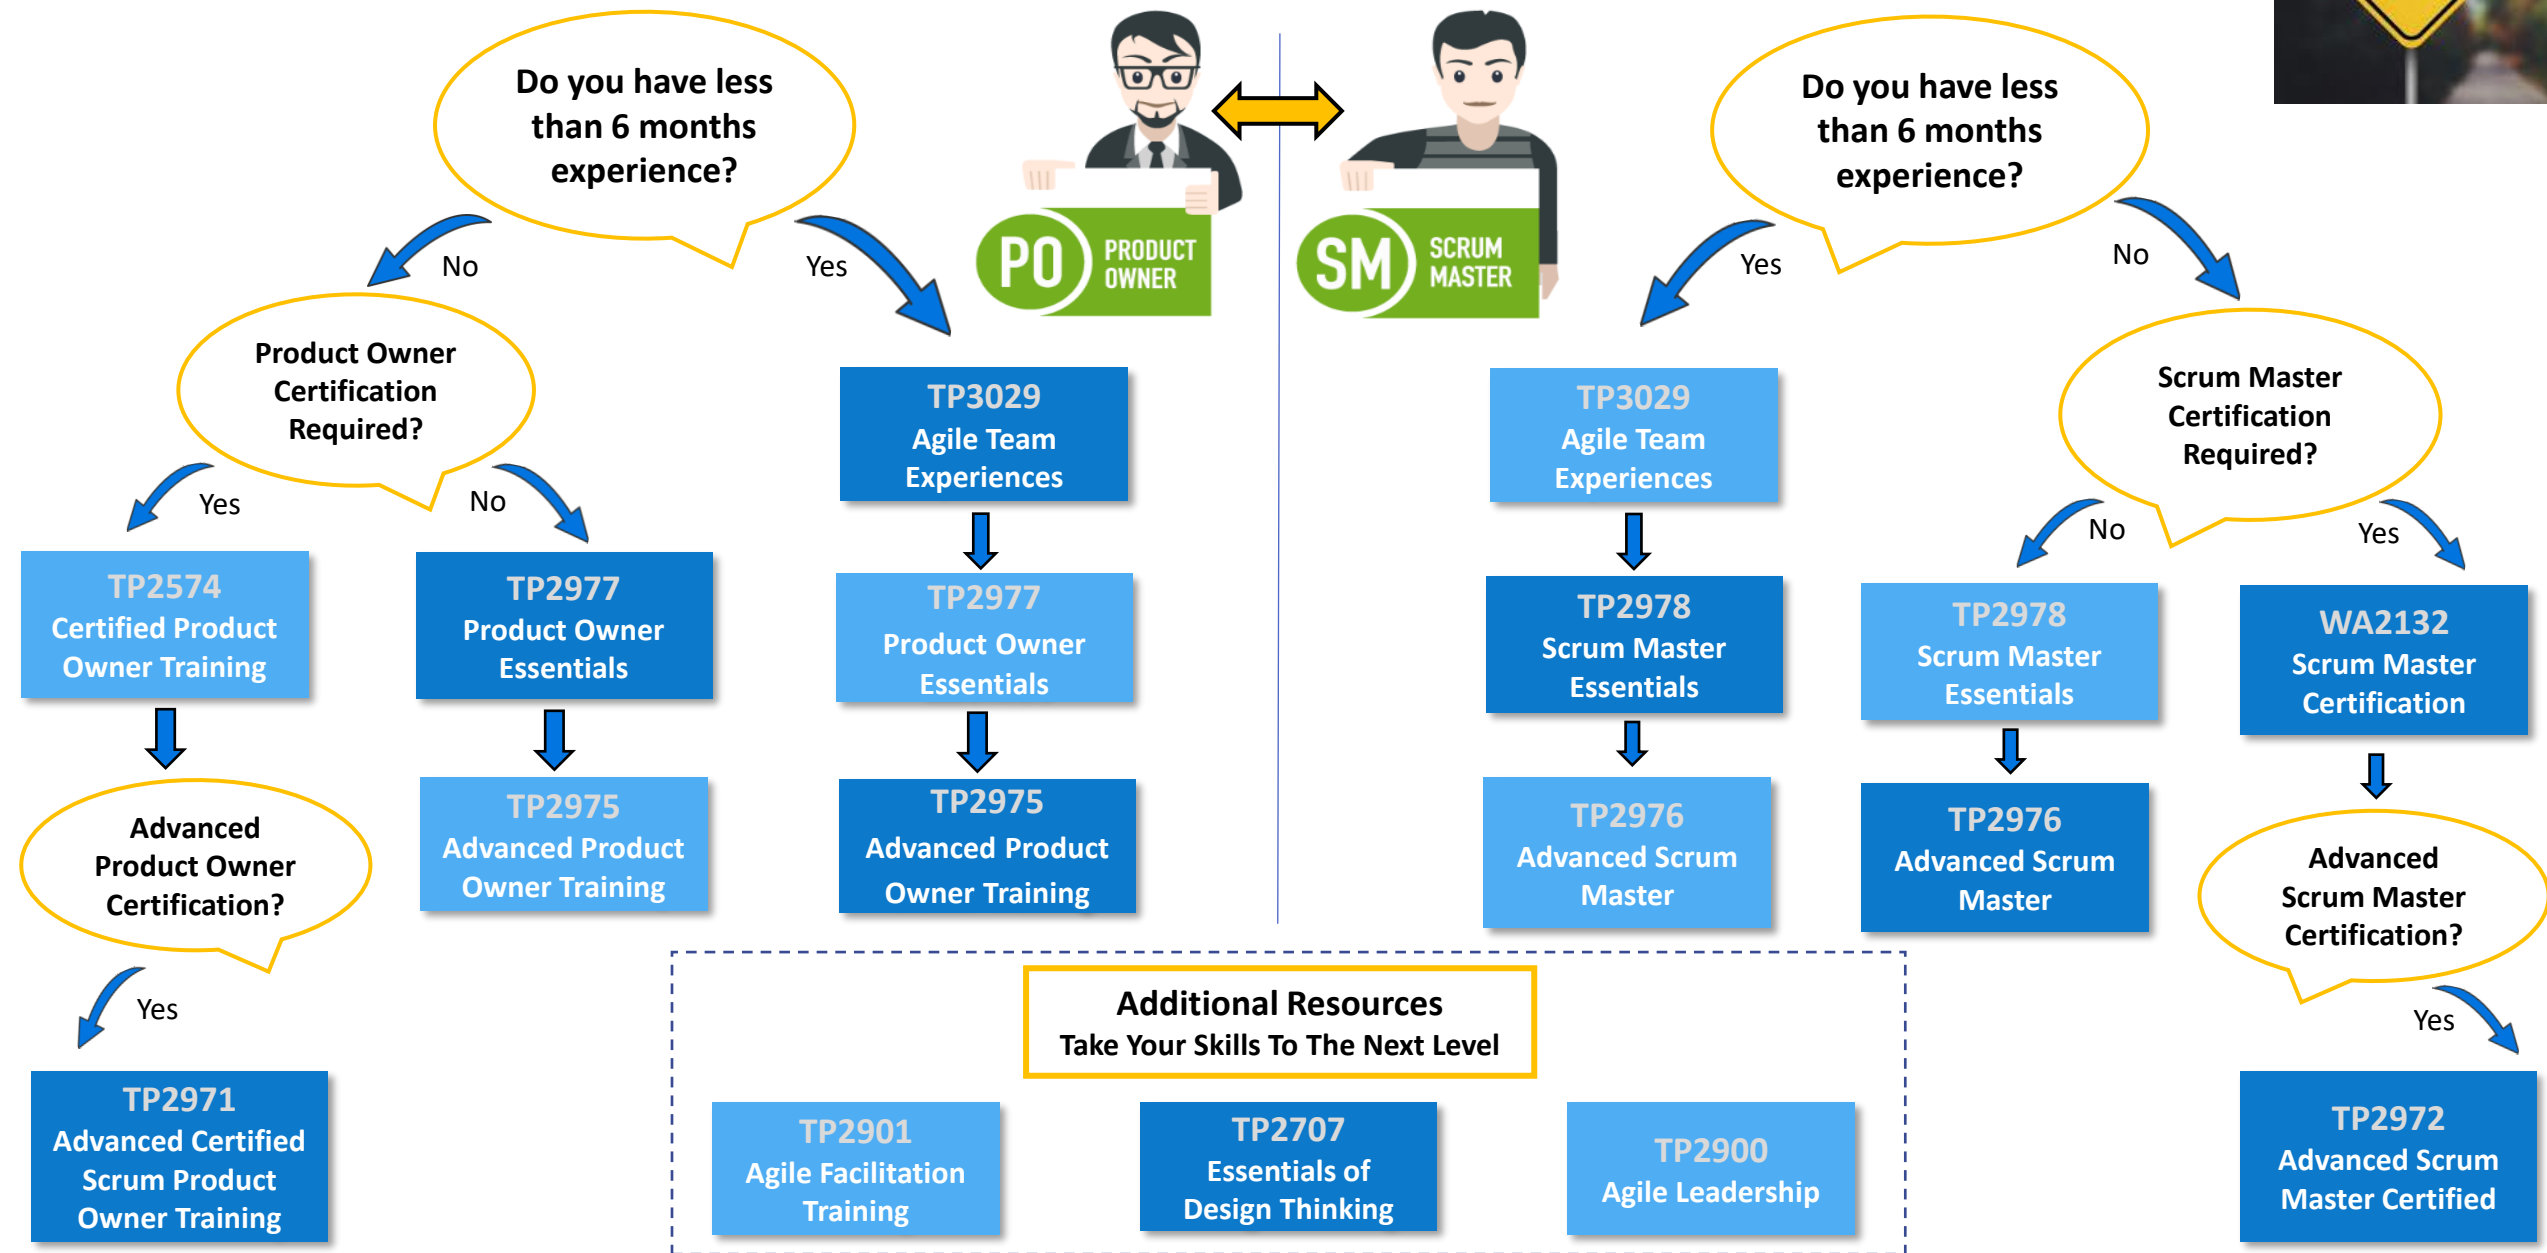 Do you have less
than 6 months
experience?
No
Yes
Product Owner
Certification
Required?
Yes
No
TP2574
Certified Product
Owner Training
TP2977
Product Owner
Essentials
TP3029
Agile Team
Experiences
TP2977
Product Owner
Essentials
TP2975
Advanced Product
Owner Training
TP2975
Advanced Product
Owner Training
Advanced
Product Owner
Certification?
Yes
TP2971
Advanced Certified
Scrum Product
Owner Training
PO
PRODUCT
OWNER
SM
SCRUM
MASTER
Do you have less
than 6 months
experience?
Yes
No
TP3029
Agile Team
Experiences
TP2978
Scrum Master
Essentials
TP2976
Advanced Scrum
Master
Scrum Master
Certification
Required?
No
Yes
TP2978
Scrum Master
Essentials
TP2976
Advanced Scrum
Master
WA2132
Scrum Master
Certification
Advanced
Scrum Master
Certification?
Yes
TP2972
Advanced Scrum
Master Certified
Additional Resources
Take Your Skills To The Next Level
TP2901
Agile Facilitation
Training
TP2707
Essentials of
Design Thinking
TP2900
Agile Leadership